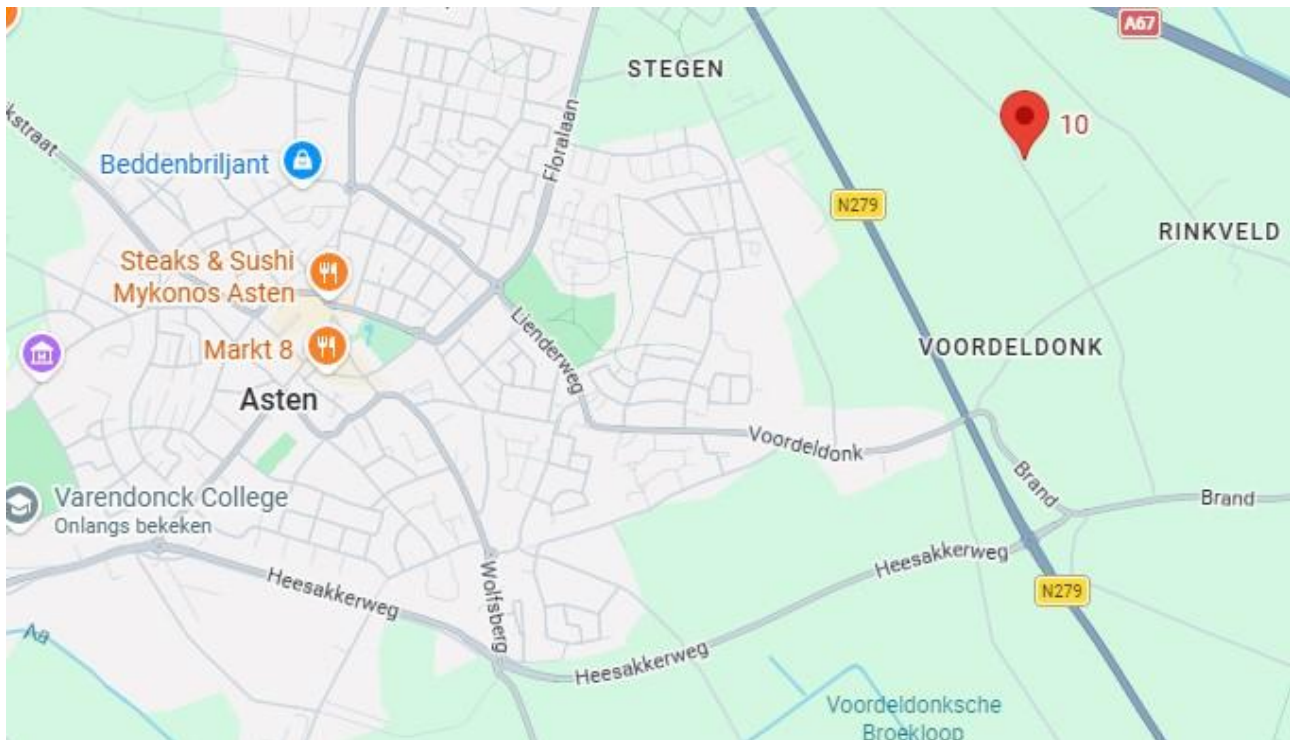 A67
STEGEN
10
jkstraat
Floralaan
Beddenbriljant
N279
RINKVELD
Steaks & Sushi
Mykonos Asten
Lienderweg
Markt 8
VOORDELDONK
Asten
Voordeldonk
Brand
Varendonck College
Onlangs bekeken
Brand
Heesakkerweg
Heesakkerweg
Wolfsberg
N279
Aa
Heesakkerweg
Voordeldonksche
Broekloop